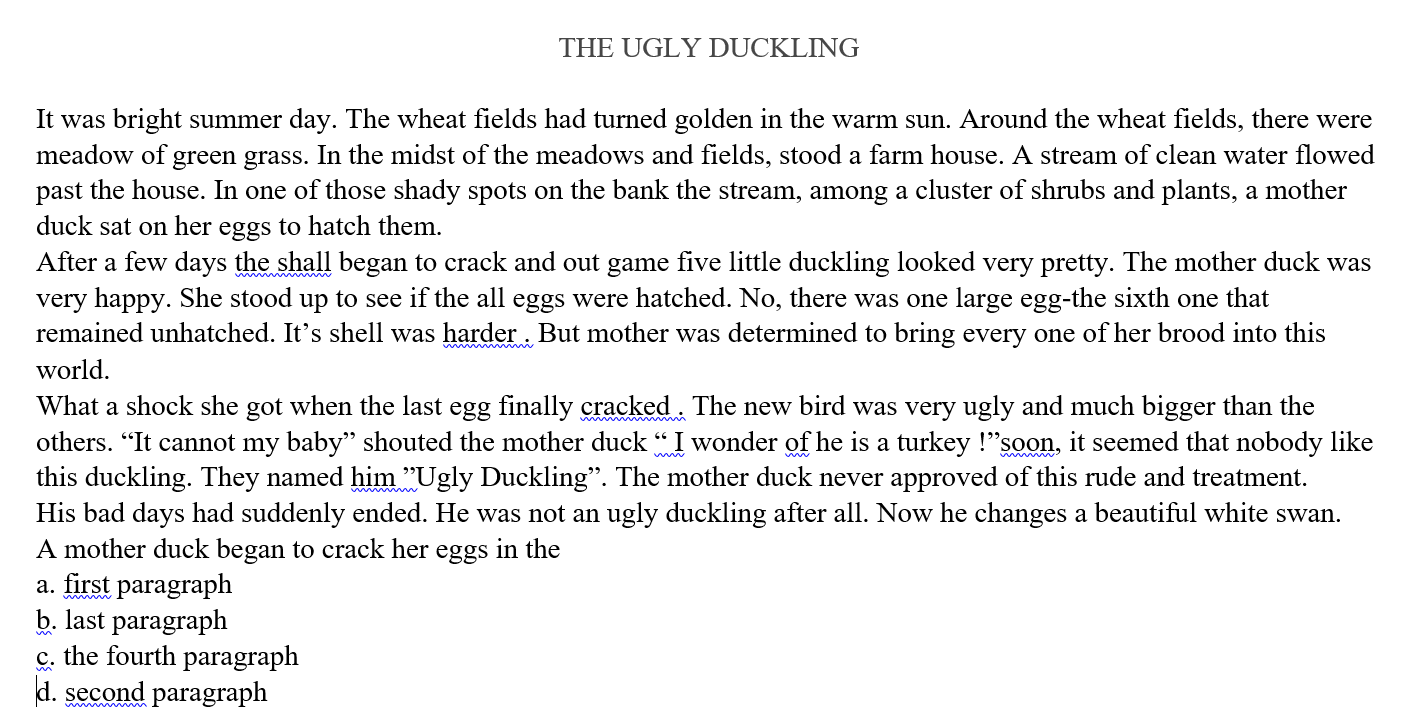 THE UGLY DUCKLING
It was bright summer day. The wheat fields had turned golden in the warm sun. Around the wheat fields, there were
meadow of green grass. In the midst of the meadows and fields, stood a farm house. A stream of clean water flowed
past the house. In one of those shady spots on the bank the stream, among a cluster of shrubs and plants, a mother
duck sat on her eggs to hatch them.
After a few days the shall began to crack and out game five little duckling looked very pretty. The mother duck was
very happy. She stood up to see if the all eggs were hatched. No, there was one large egg-the sixth one that
remained unhatched. It’s shell was harder . But mother was determined to bring every one of her brood into this
world.
What a shock she got when the last egg finally cracked . The new bird was very ugly and much bigger than the
others. “It cannot my baby” shouted the mother duck “ I wonder of he is a turkey !”soon, it seemed that nobody like
this duckling. They named him ”Ugly Duckling”. The mother duck never approved of this rude and treatment.
His bad days had suddenly ended. He was not an ugly duckling after all. Now he changes a beautiful white swan.
A mother duck began to crack her eggs in the
a. first paragraph
b. last paragraph
c. the fourth paragraph
d. second paragraph